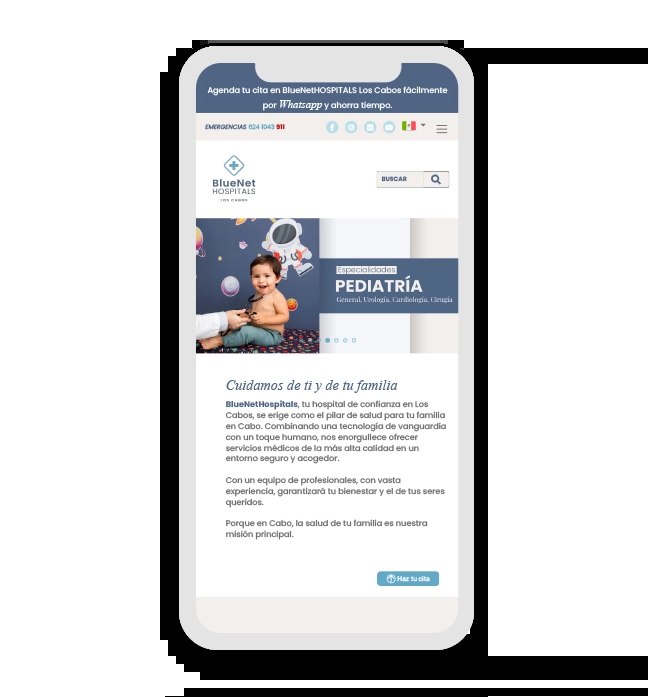 Agenda tu cita en BlueNetHOSPITALS Los Cabos fácilmente
por Whatsapp y ahorra tiempo.
EMERGENCIAS 624 1043 911
BlueNet
HOSPITALS
LOS CABOS
BUSCAR
Especialidades
PEDIATRÍA
General, Urología, Cardiología, Cirugía
Cuidamos de ti y de tu familia
BlueNetHospitals, tu hospital de confianza en Los
Cabos, se erige como el pilar de salud para tu familia
en Cabo. Combinando una tecnología de vanguardia
con un toque humano, nos enorgullece ofrecer
servicios médicos de la más alta calidad en un
entorno seguro y acogedor.
Con un equipo de profesionales, con vasta
experiencia, garantizará tu bienestar y el de tus seres
queridos.
Porque en Cabo, la salud de tu familia es nuestra
misión principal.
Haz tu cita